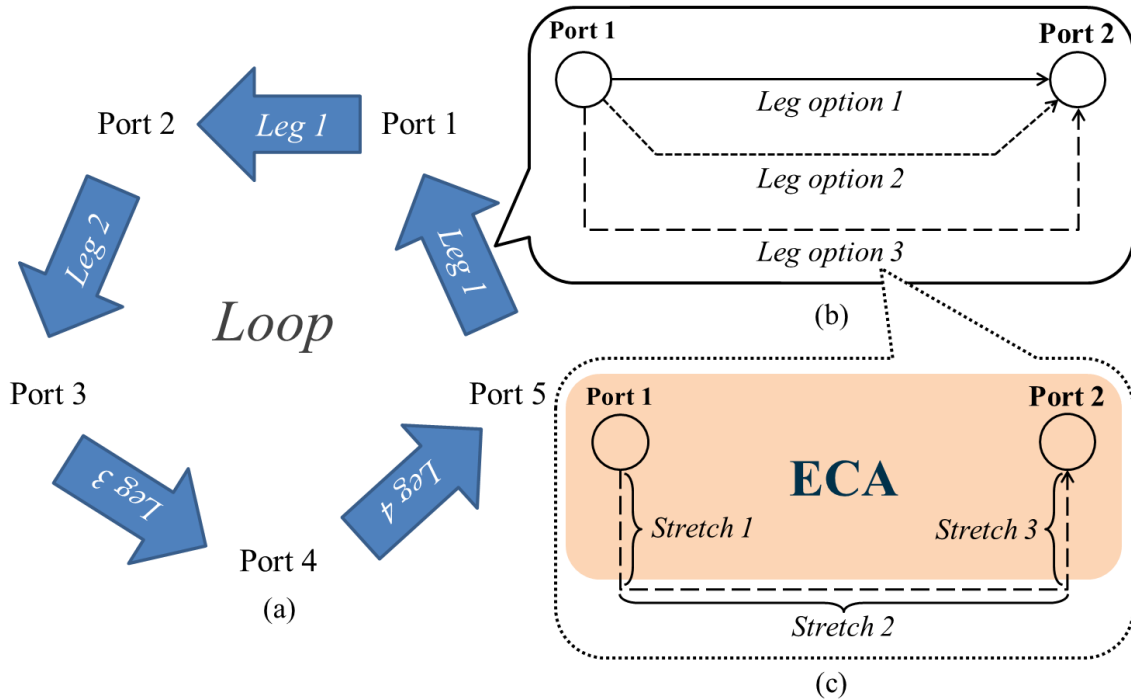 Port 2
Leg 1
Port 1
Leg 2
Leg 1
Loop
Port 3
Port 5
Leg 3
Leg 4
Port 4
(a)
Port 1
Port 2
Leg option 1
Leg option 2
Leg option 3
(b)
Port 1
Port 2
ECA
Stretch 1
Stretch 3
Stretch 2
(c)